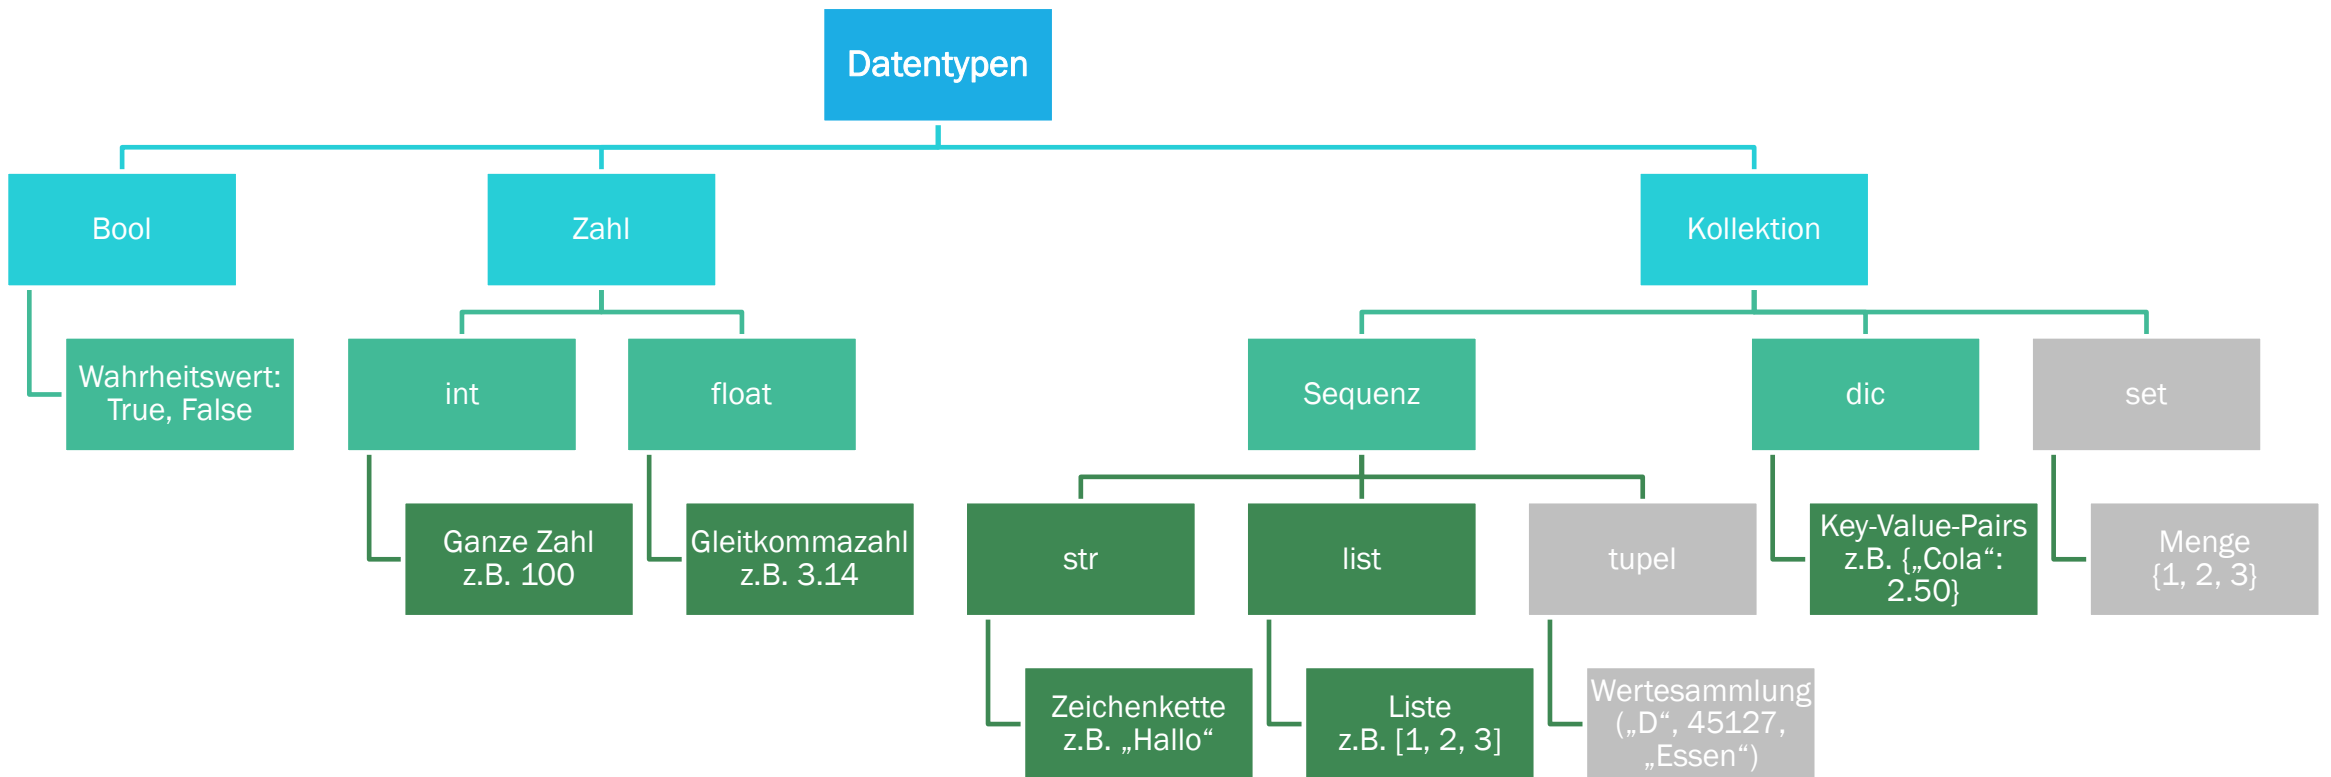 Datentypen
Bool
Zahl
Kollektion
Wahrheitswert:
True, False
int
float
Sequenz
dic
set
Ganze Zahl
z.B. 100
Gleitkommazahl
z.B. 3.14
str
list
tupel
Key-Value-Pairs
z.B. {„Cola“:
2.50}
Menge
{1, 2, 3}
Zeichenkette
z.B. „Hallo“
Liste
z.B. [1, 2, 3]
Wertesammlung
(„D“, 45127,
„Essen“)